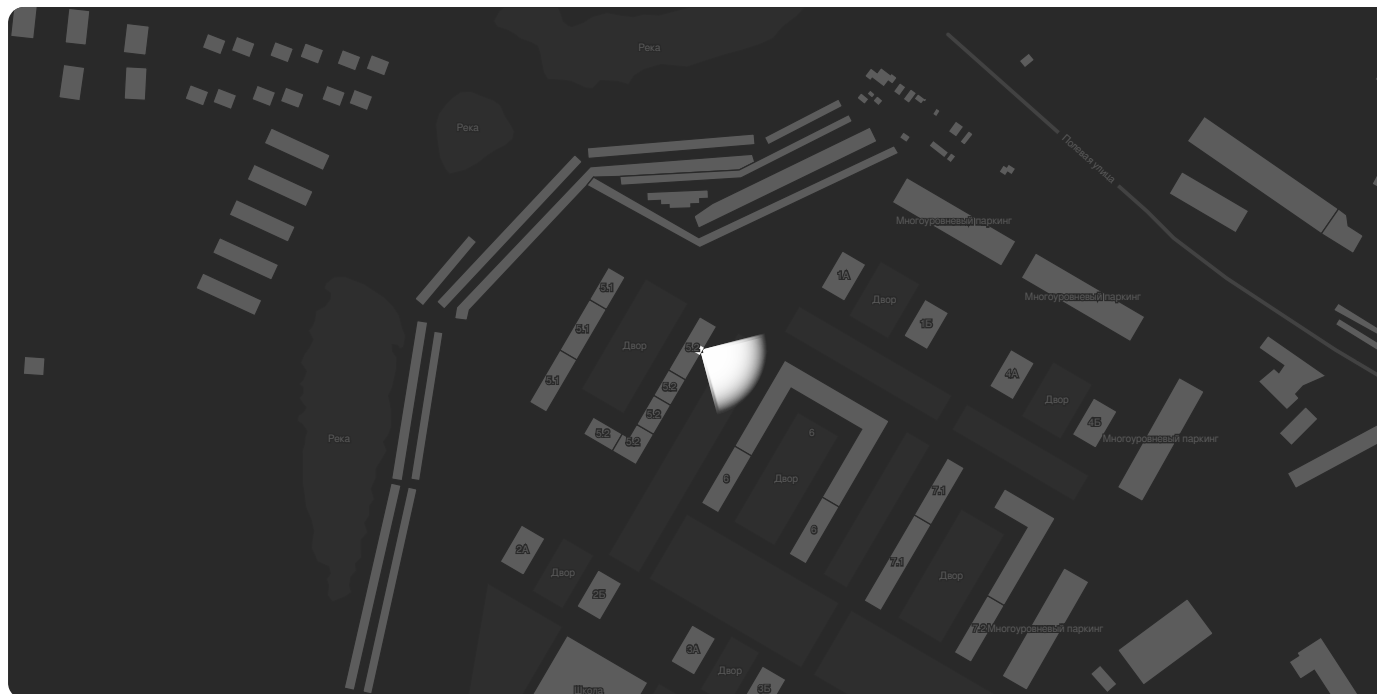 Река
Река
Полевая улица
Многоуровневый паркинг
1А
5.1
Двор
Многоуровневый паркинг
1Б
5.1
Двор
5.2
4А
5.1
5.2
Двор
5.2
4Б
5.2
5.2
6
Река
Многоуровневый паркинг
6
Двор
7.1
6
2А
7.1
Двор
Двор
2Б
7.2
Многоуровневый паркинг
3А
Двор
3Б
Школа